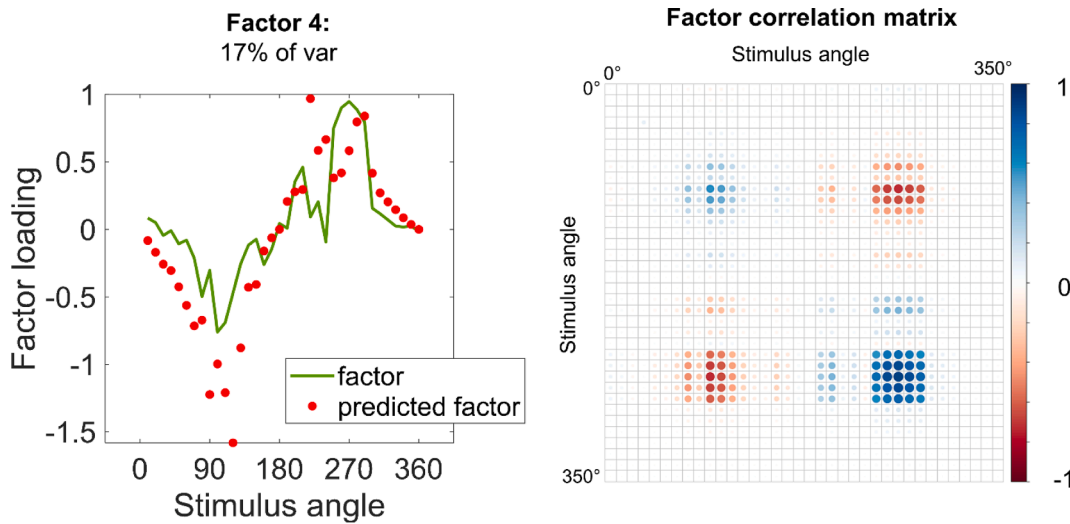 Factor 4:
17% of var
1
0.5
0
-0.5
-1
-1.5
Factor loading
factor
predicted factor
0 90 180 270 360
Stimulus angle
Factor correlation matrix
Stimulus angle
0° 350°
0°
Stimulus angle
350°
1
0
-1